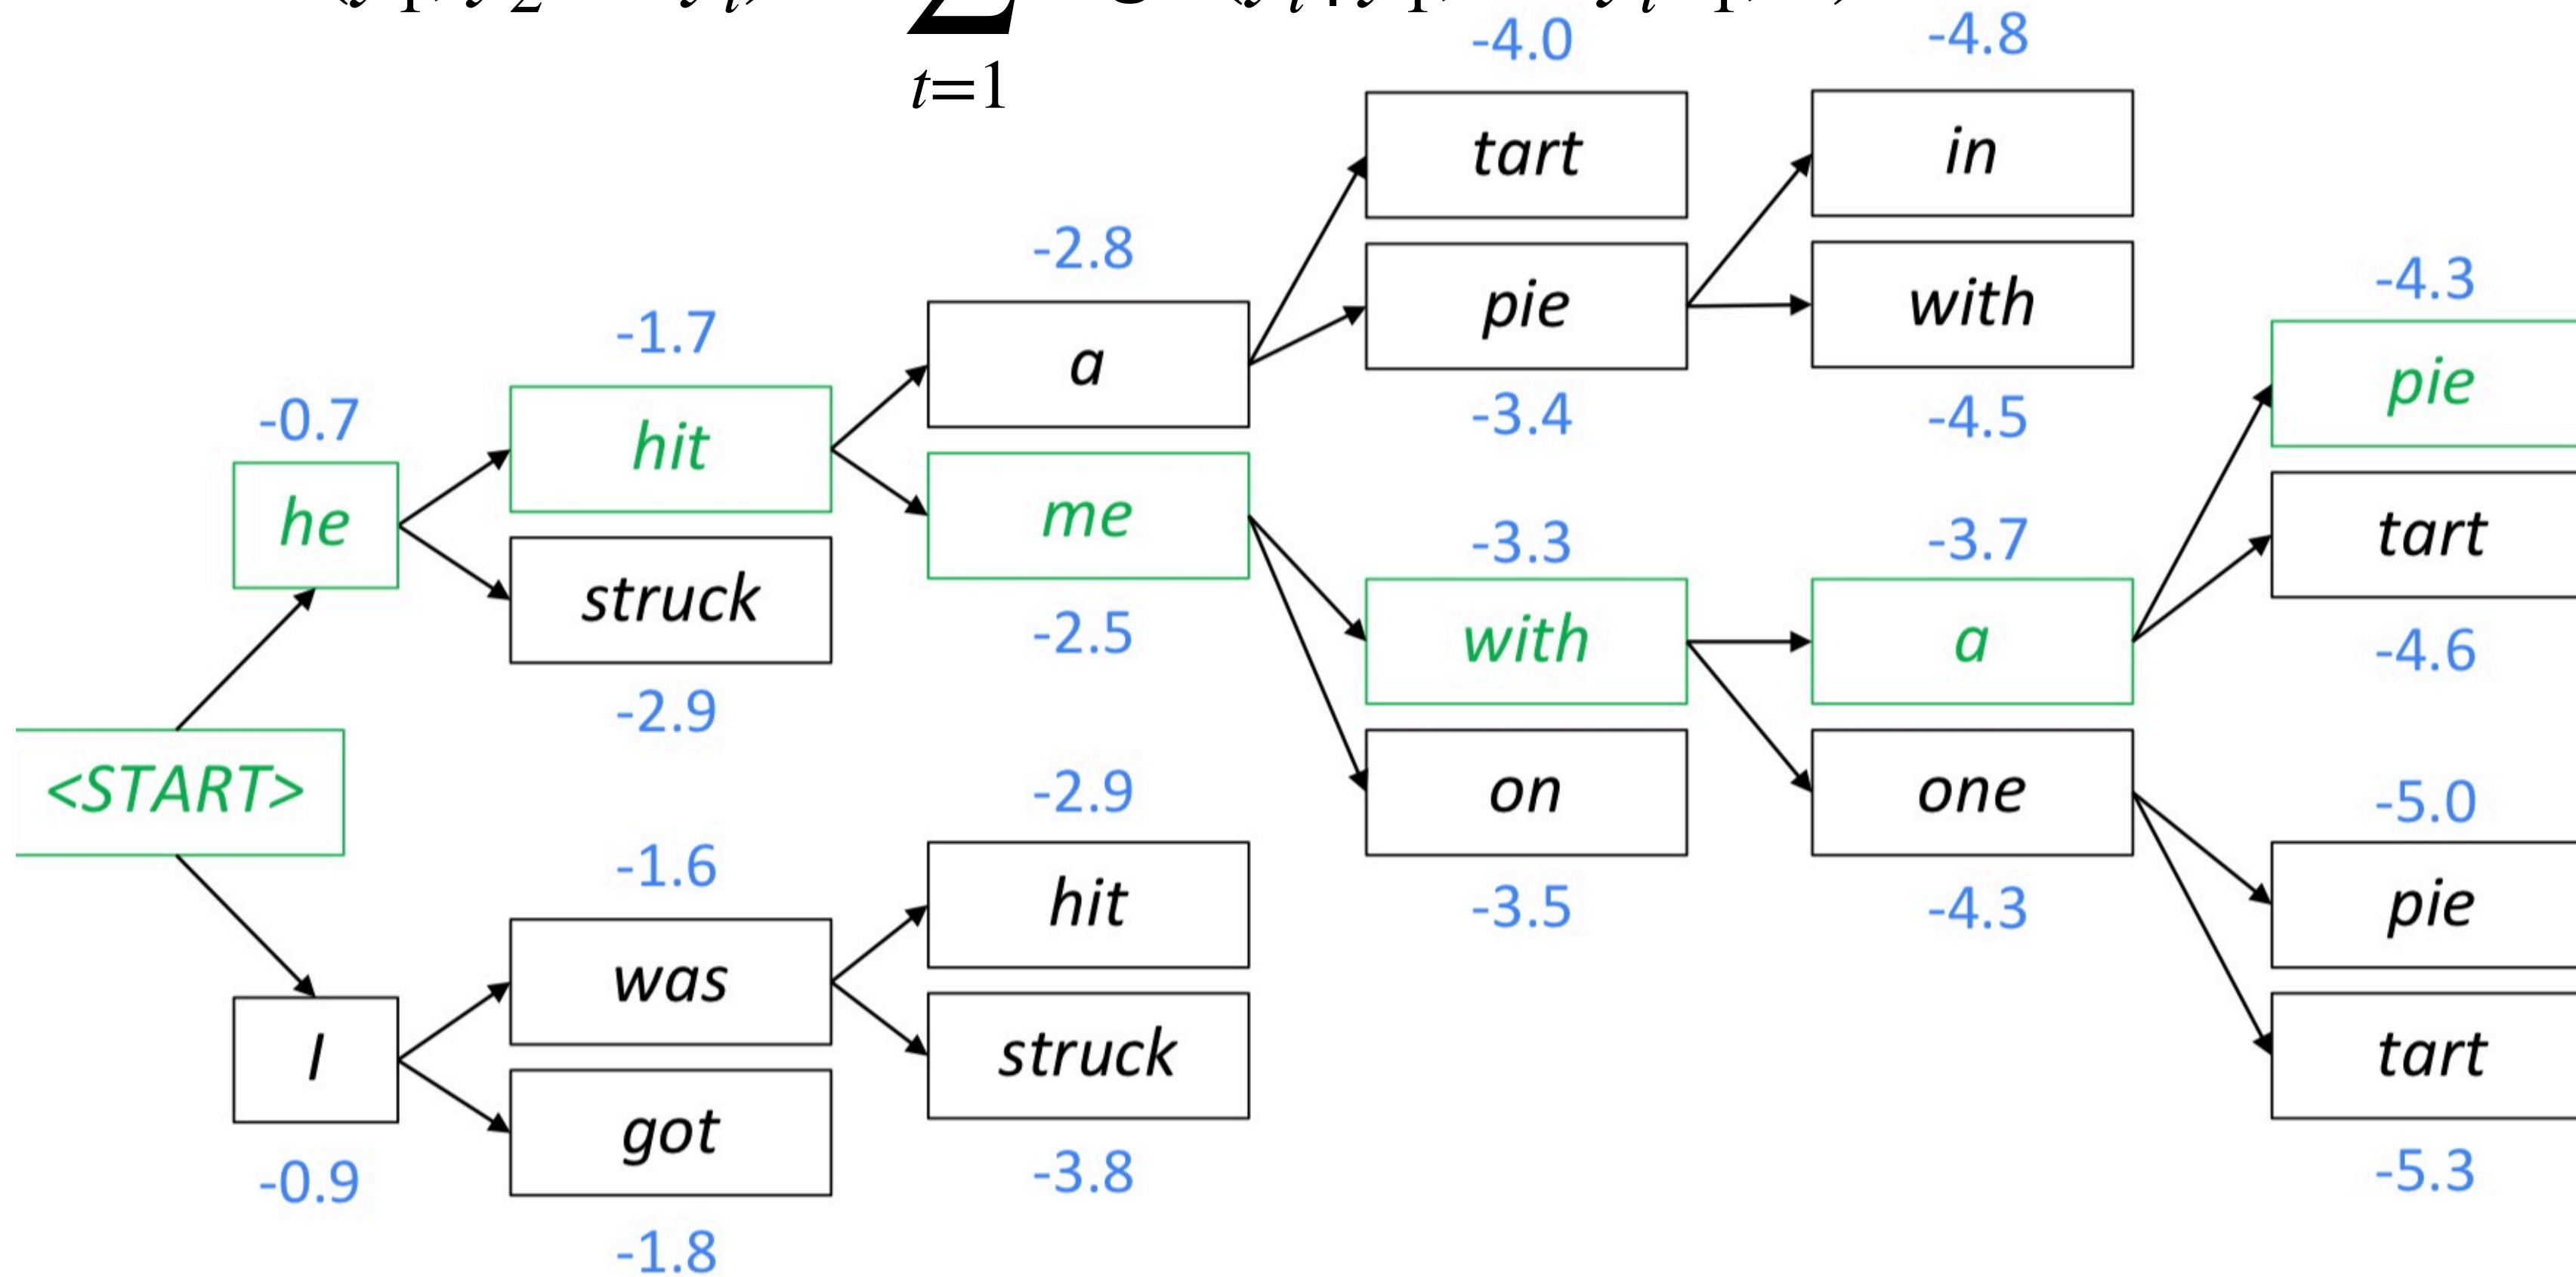 t=1
-4.0
-4.8
tart
in
-2.8
pie
with
-4.3
-1.7
a
-3.4
-4.5
pie
-0.7
hit
me
-3.3
-3.7
tart
he
struck
-2.5
with
a
-4.6
-2.9
<START>
-2.9
on
one
-5.0
-1.6
hit
-3.5
-4.3
pie
was
struck
tart
I
got
-3.8
-5.3
-0.9
-1.8